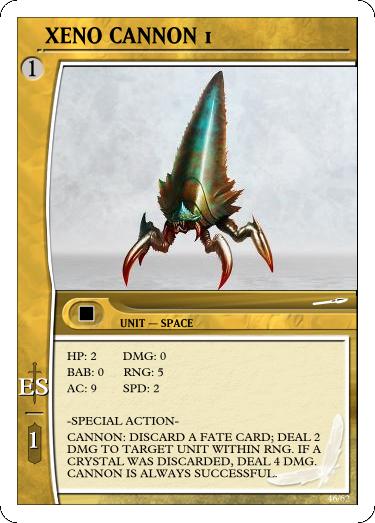 XENO CANNON I
1
UNIT — SPACE
HP: 2 DMG: 0
BAB: 0 RNG: 5
AC: 9 SPD: 2
ES
1
-SPECIAL ACTION-
CANNON: DISCARD A FATE CARD; DEAL 2
DMG TO TARGET UNIT WITHIN RNG. IF A
CRYSTAL WAS DISCARDED, DEAL 4 DMG.
CANNON IS ALWAYS SUCCESSFUL.
46/62